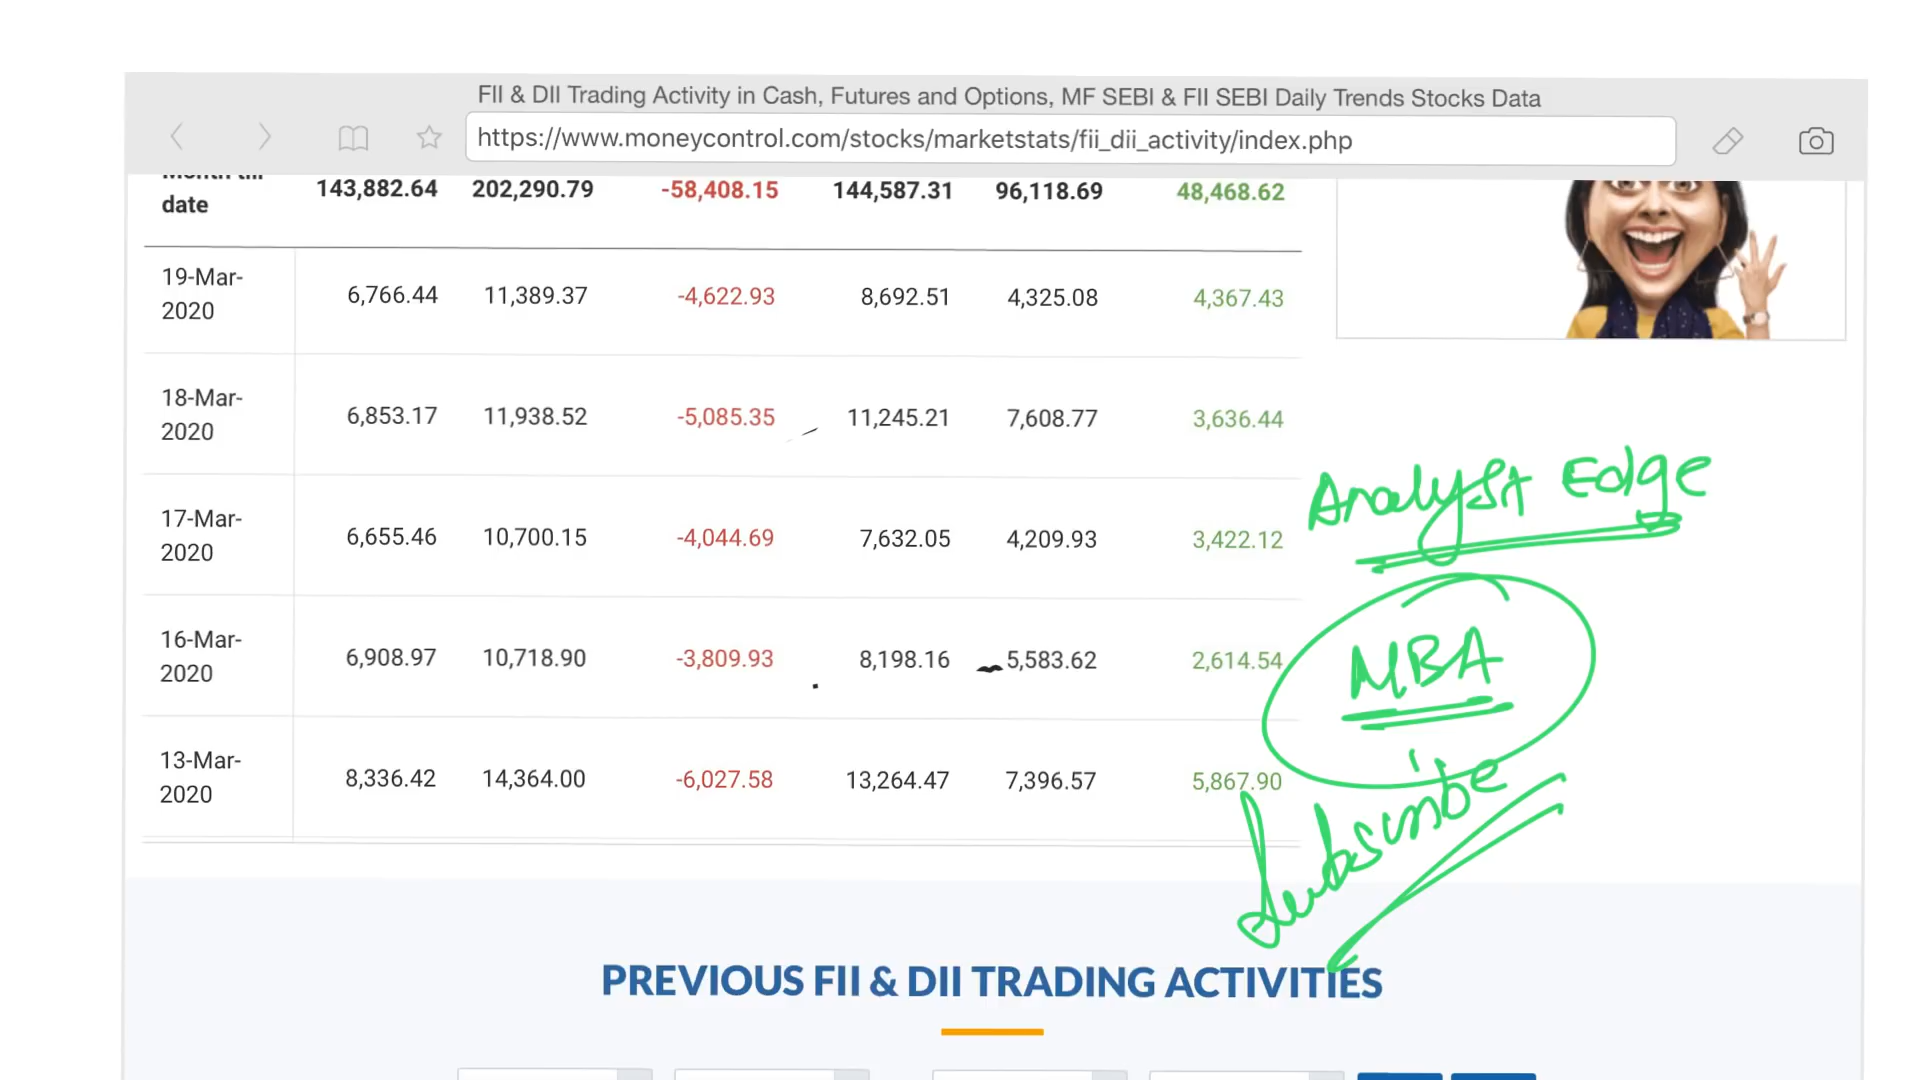 FII & DII Trading Activity in Cash, Futures and Options, MF SEBI & FII SEBI Daily Trends Stocks Data
https://www.moneycontrol.com/stocks/marketstats/fii_dii_activity/index.php
Month till
date 143,882.64 202,290.79 -58,408.15 144,587.31 96,118.69 48,468.62
19-Mar-
2020 6,766.44 11,389.37 -4,622.93 8,692.51 4,325.08 4,367.43
18-Mar-
2020 6,853.17 11,938.52 -5,085.35 11,245.21 7,608.77 3,636.44
17-Mar-
2020 6,655.46 10,700.15 -4,044.69 7,632.05 4,209.93 3,422.12
16-Mar-
2020 6,908.97 10,718.90 -3,809.93 8,198.16 5,583.62 2,614.54
13-Mar-
2020 8,336.42 14,364.00 -6,027.58 13,264.47 7,396.57 5,867.90
Analyst Edge
MBA
Subscribe
PREVIOUS FII & DII TRADING ACTIVITIES